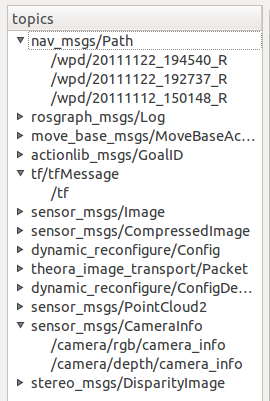 topics
nav_msgs/Path
/wpd/20111122_194540_R
/wpd/20111122_192737_R
/wpd/20111112_150148_R
rosgraph_msgs/Log
move_base_msgs/MoveBaseAc...
actionlib_msgs/GoalID
tf/tfMessage
/tf
sensor_msgs/Image
sensor_msgs/CompressedImage
dynamic_reconfigure/Config
theora_image_transport/Packet
dynamic_reconfigure/ConfigDe...
sensor_msgs/PointCloud2
sensor_msgs/CameraInfo
/camera/rgb/camera_info
/camera/depth/camera_info
stereo_msgs/DisparityImage